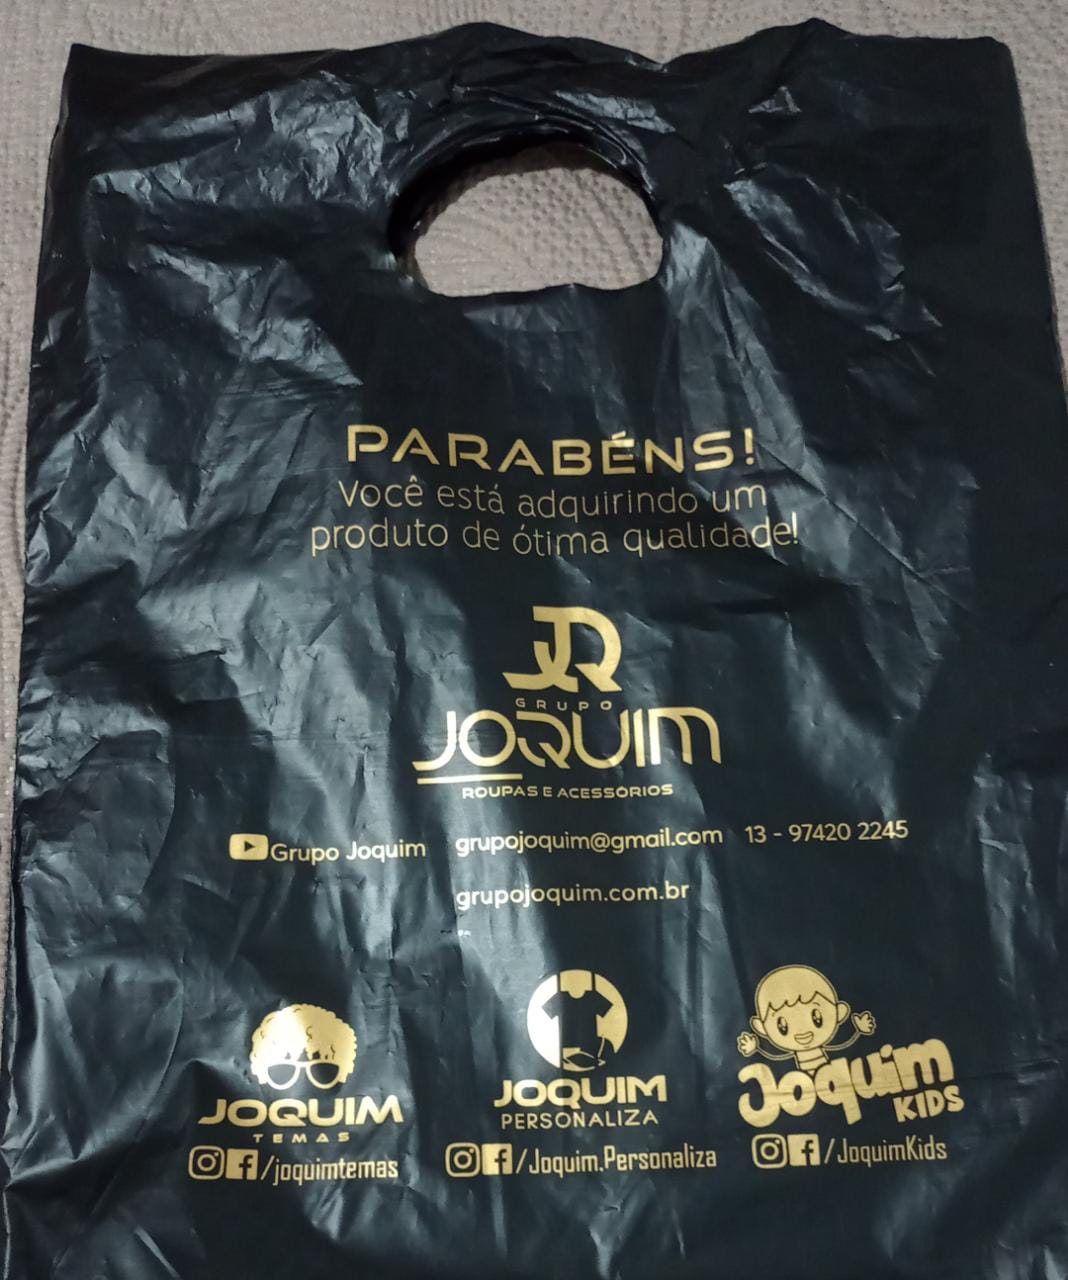 PARABÉNS!
Você está adquirindo um
produto de ótima qualidade!
JQ
GRUPO
JOQUIM
ROUPAS E ACESSÓRIOS
Grupo Joquim grupojoquim@gmail.com 13 - 97420 2245
grupojoquim.com.br
JOQUIM
TEMAS
/joquimtemas
JOQUIM
PERSONALIZA
/Joquim.Personaliza
Joquim
KIDS
/JoquimKids